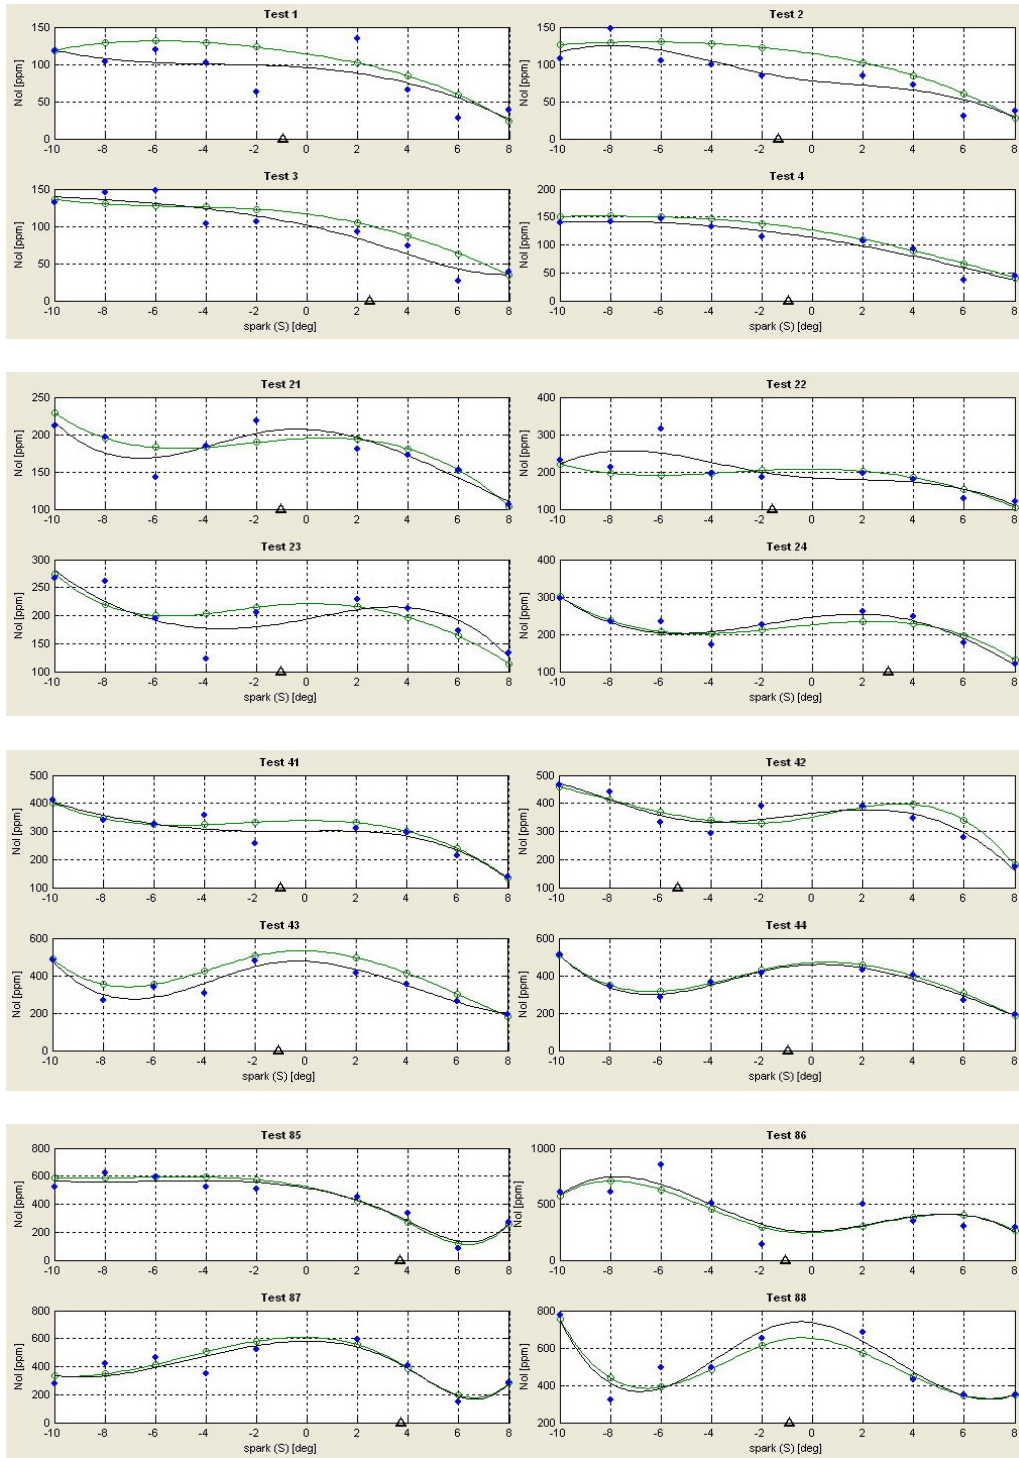 Test 1
Test 2
150
100
50
0
-10 -8 -6 -4 -2 0 2 4 6 8
NoI [ppm]
150
100
50
0
-10 -8 -6 -4 -2 0 2 4 6 8
NoI [ppm]
Test 3
Test 4
150
100
50
0
-10 -8 -6 -4 -2 0 2 4 6 8
NoI [ppm]
spark (S) [deg]
200
150
100
50
0
-10 -8 -6 -4 -2 0 2 4 6 8
NoI [ppm]
spark (S) [deg]
Test 21
Test 22
250
200
150
100
-10 -8 -6 -4 -2 0 2 4 6 8
NoI [ppm]
400
300
200
100
-10 -8 -6 -4 -2 0 2 4 6 8
NoI [ppm]
Test 23
Test 24
300
250
200
150
100
-10 -8 -6 -4 -2 0 2 4 6 8
NoI [ppm]
spark (S) [deg]
400
300
200
100
-10 -8 -6 -4 -2 0 2 4 6 8
NoI [ppm]
spark (S) [deg]
Test 41
Test 42
500
400
300
200
100
-10 -8 -6 -4 -2 0 2 4 6 8
NoI [ppm]
500
400
300
200
100
-10 -8 -6 -4 -2 0 2 4 6 8
NoI [ppm]
Test 43
Test 44
600
400
200
0
-10 -8 -6 -4 -2 0 2 4 6 8
NoI [ppm]
spark (S) [deg]
600
400
200
0
-10 -8 -6 -4 -2 0 2 4 6 8
NoI [ppm]
spark (S) [deg]
Test 85
Test 86
800
600
400
200
0
-10 -8 -6 -4 -2 0 2 4 6 8
NoI [ppm]
1000
500
0
-10 -8 -6 -4 -2 0 2 4 6 8
NoI [ppm]
Test 87
Test 88
800
600
400
200
0
-10 -8 -6 -4 -2 0 2 4 6 8
NoI [ppm]
spark (S) [deg]
800
600
400
200
-10 -8 -6 -4 -2 0 2 4 6 8
NoI [ppm]
spark (S) [deg]